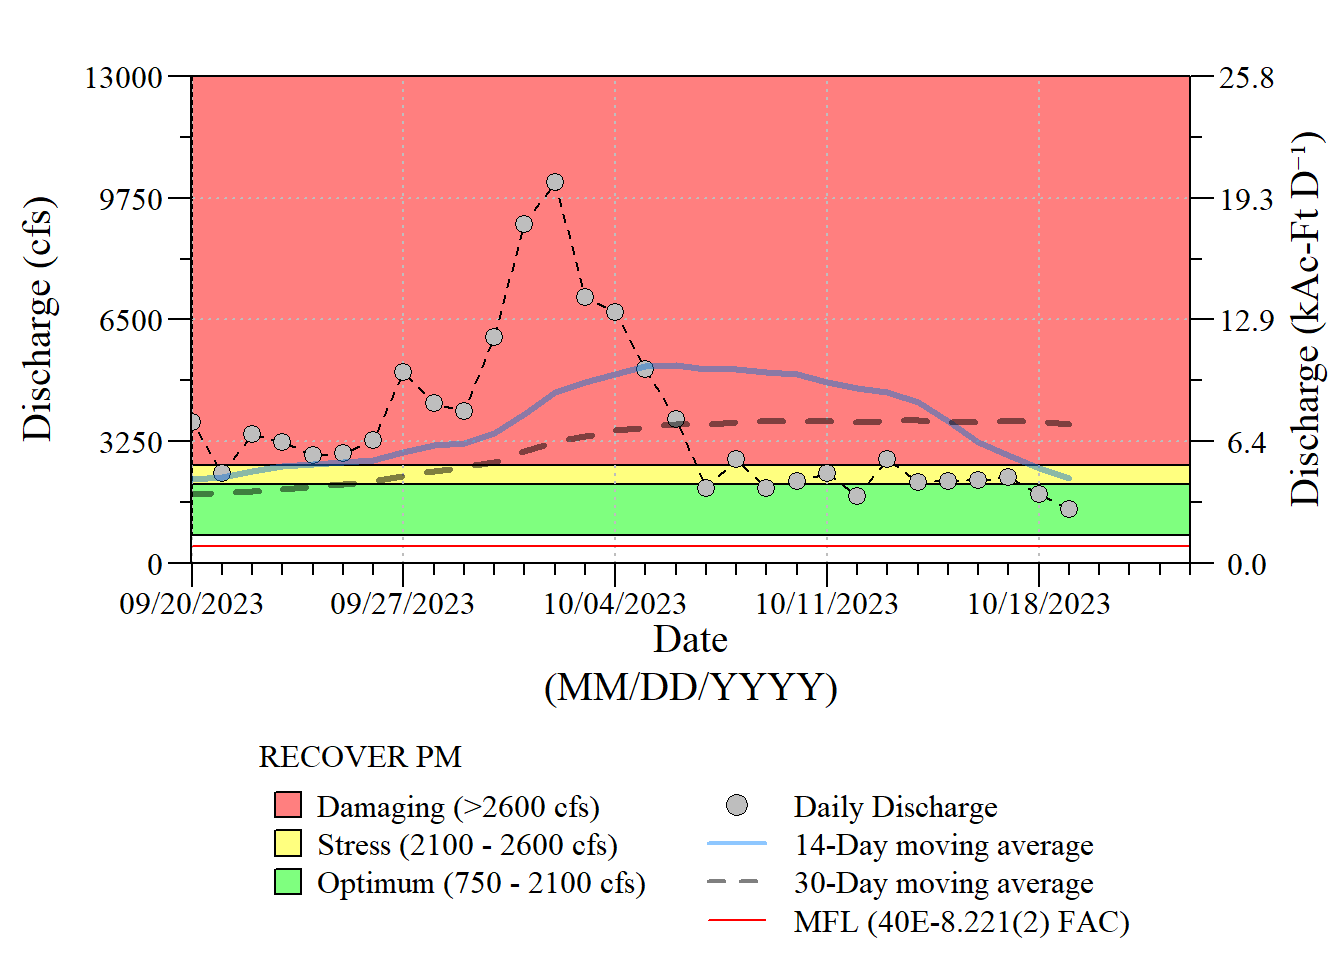 13000
9750
6500
3250
0
Discharge (cfs)
25.8
19.3
12.9
6.4
0.0
Discharge (kAc-Ft D⁻¹)
09/20/2023 09/27/2023 10/04/2023 10/11/2023 10/18/2023
Date
(MM/DD/YYYY)
RECOVER PM
Damaging (>2600 cfs)
Stress (2100 - 2600 cfs)
Optimum (750 - 2100 cfs)
Daily Discharge
14-Day moving average
30-Day moving average
MFL (40E-8.221(2) FAC)